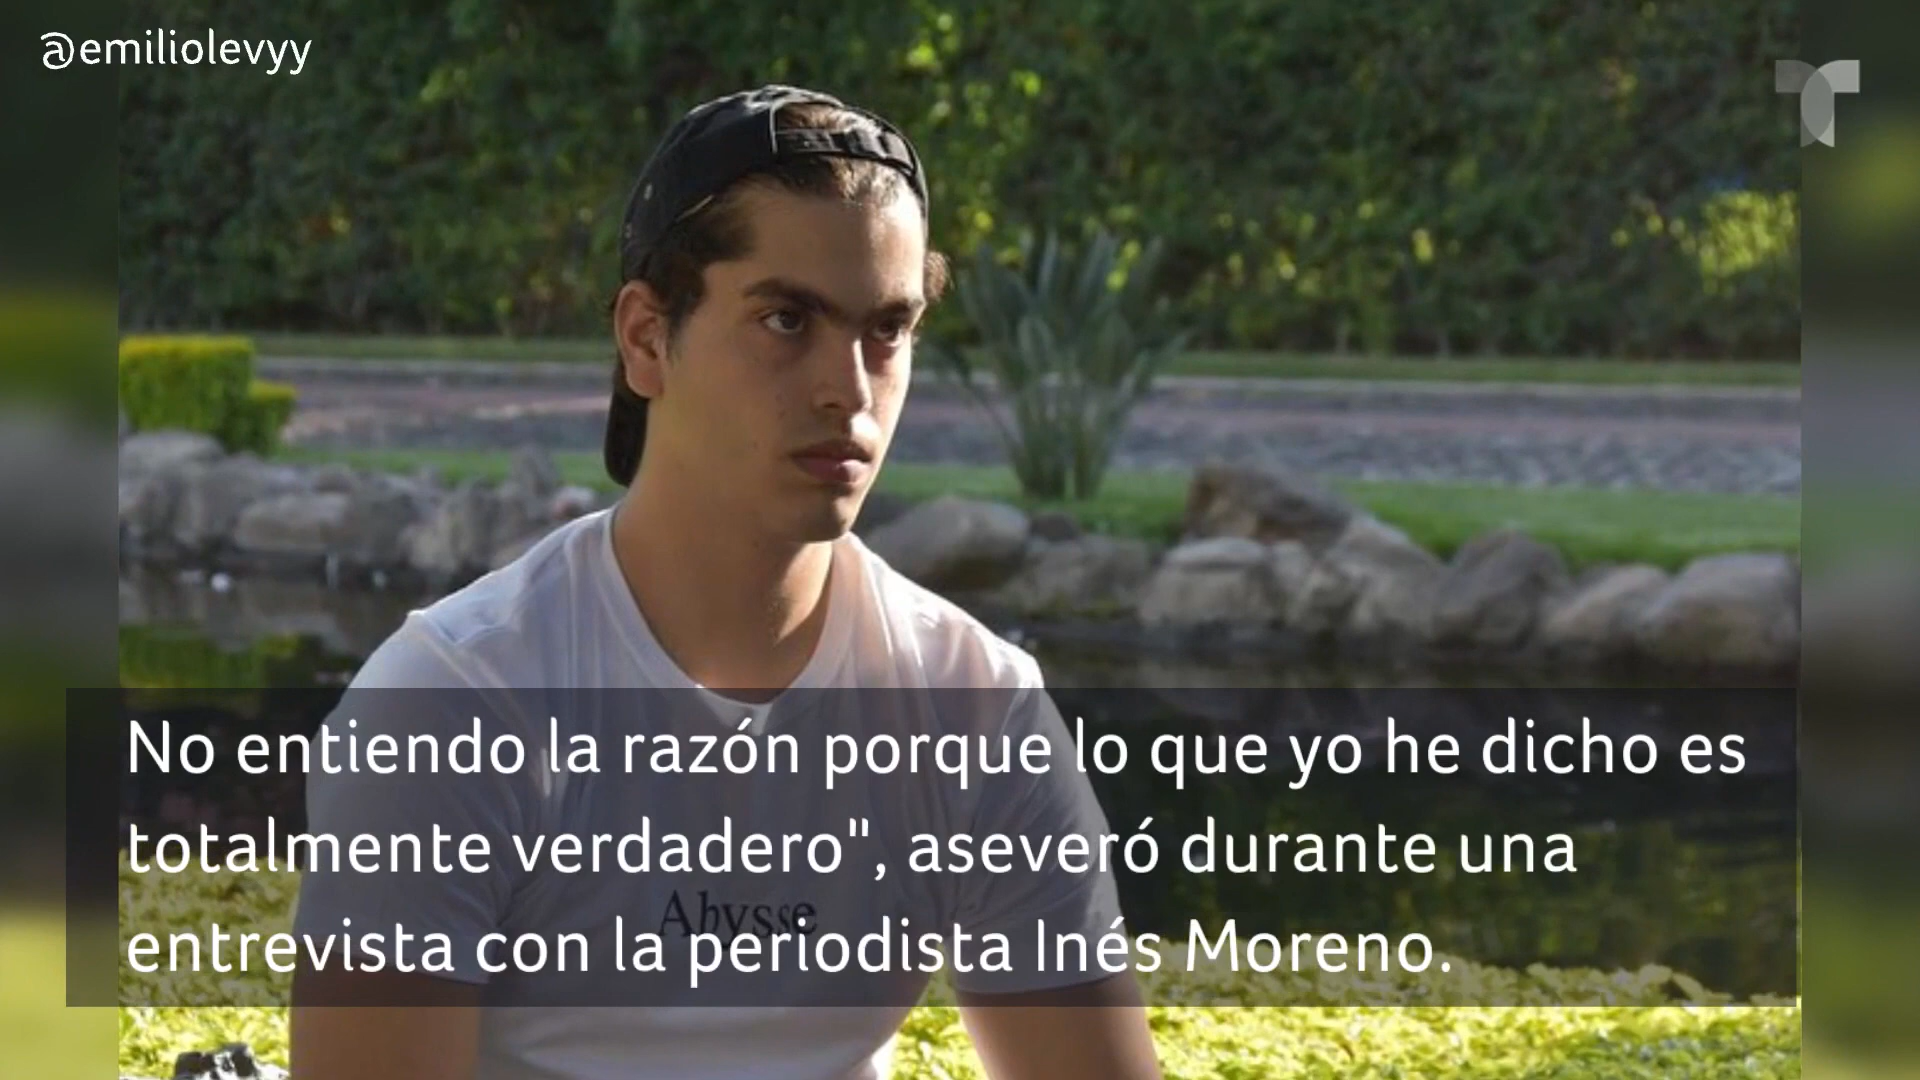 @emiliolevyy
No entiendo la razón porque lo que yo he dicho es
totalmente verdadero", aseveró durante una
Abysse
entrevista con la periodista Inés Moreno.